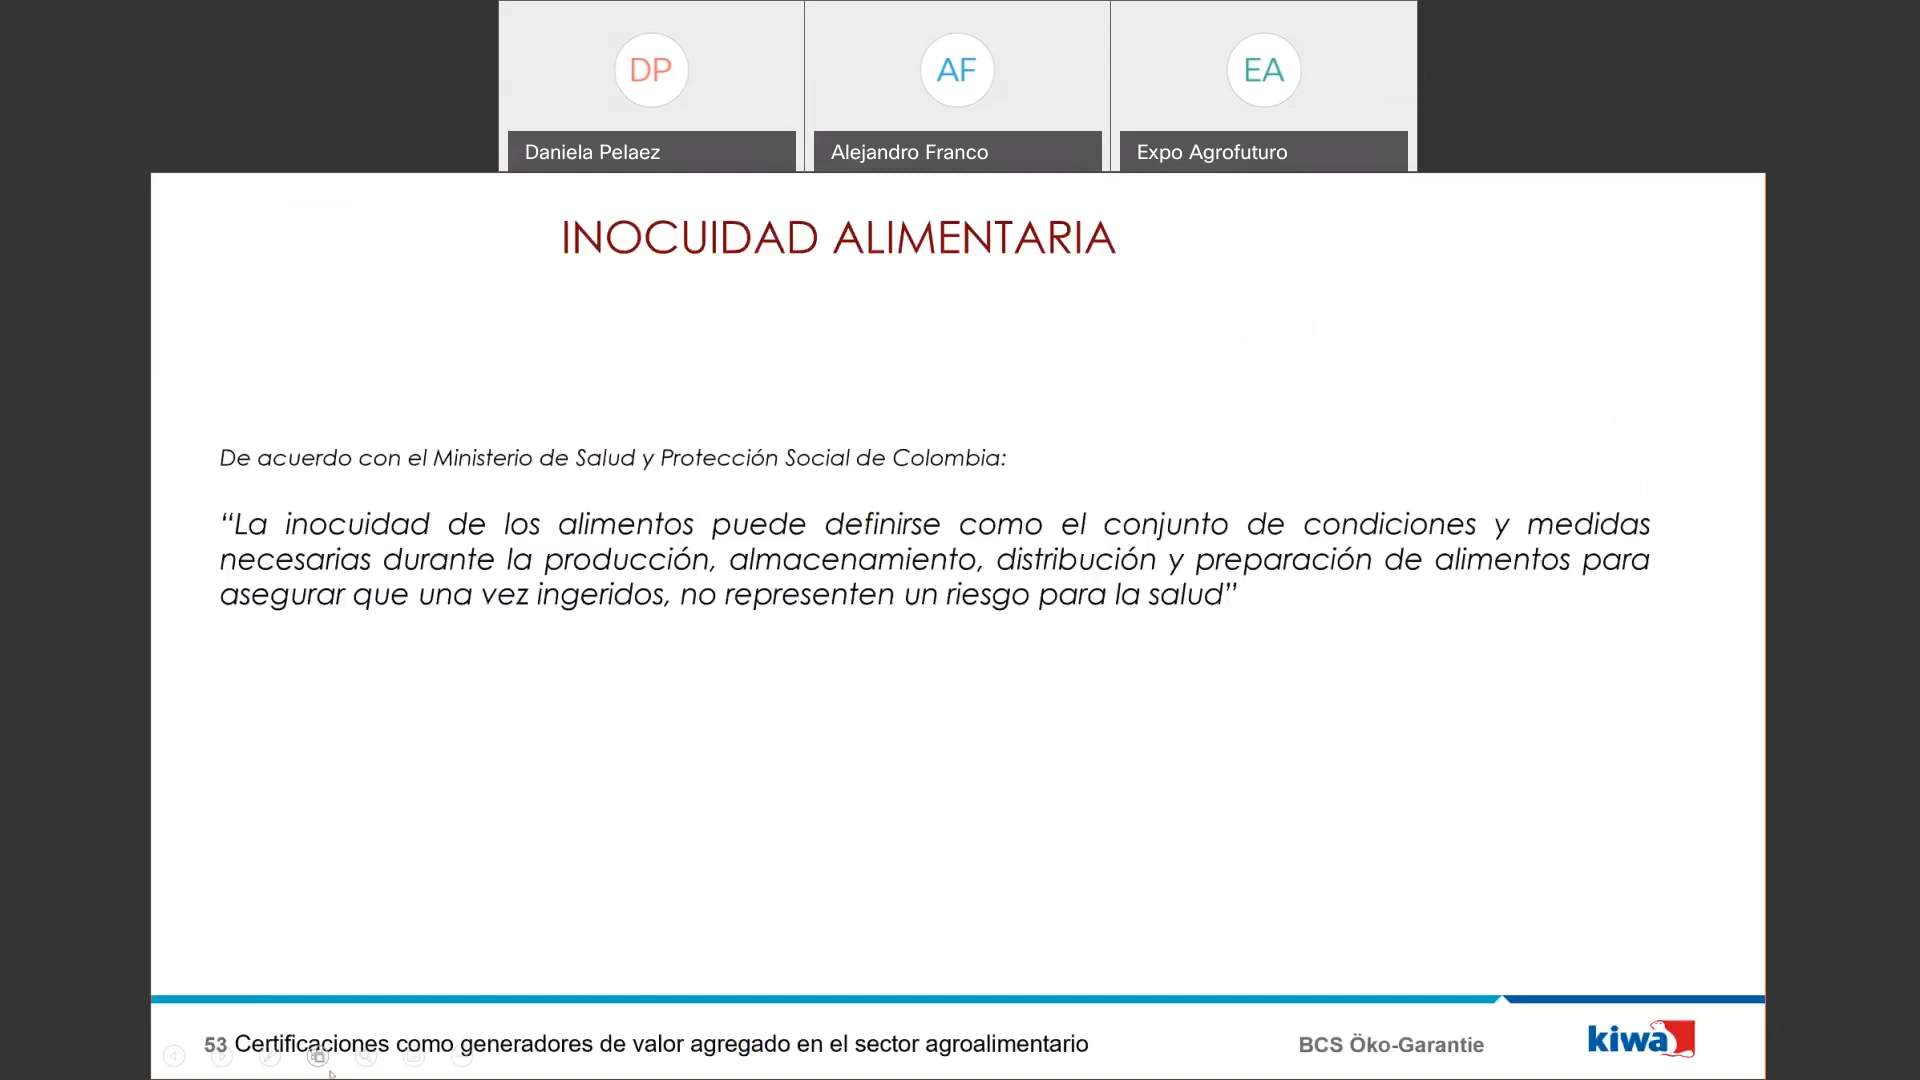 DP
AF
EA
Daniela Pelaez
Alejandro Franco
Expo Agrofuturo
INOCUIDAD ALIMENTARIA
De acuerdo con el Ministerio de Salud y Protección Social de Colombia:
“La inocuidad de los alimentos puede definirse como el conjunto de condiciones y medidas
necesarias durante la producción, almacenamiento, distribución y preparación de alimentos para
asegurar que una vez ingeridos, no representen un riesgo para la salud”
53 Certificaciones como generadores de valor agregado en el sector agroalimentario
BCS Öko-Garantie
kiwa